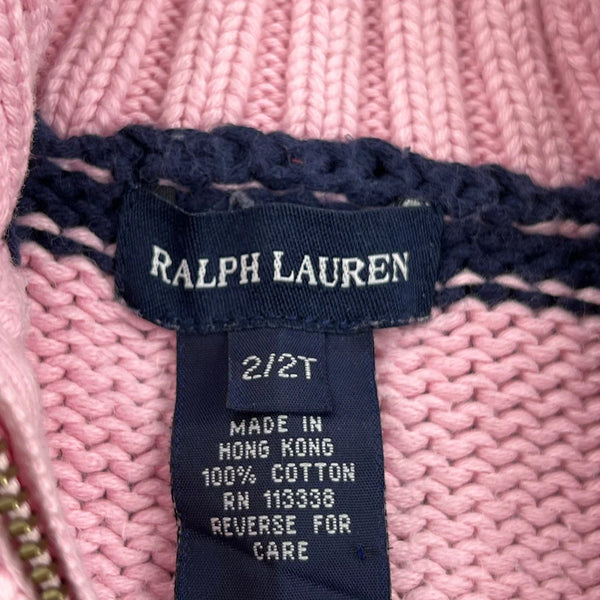 RALPH LAUREN
2/2T
MADE IN
HONG KONG
100% COTTON
RN 113338
REVERSE FOR
CARE